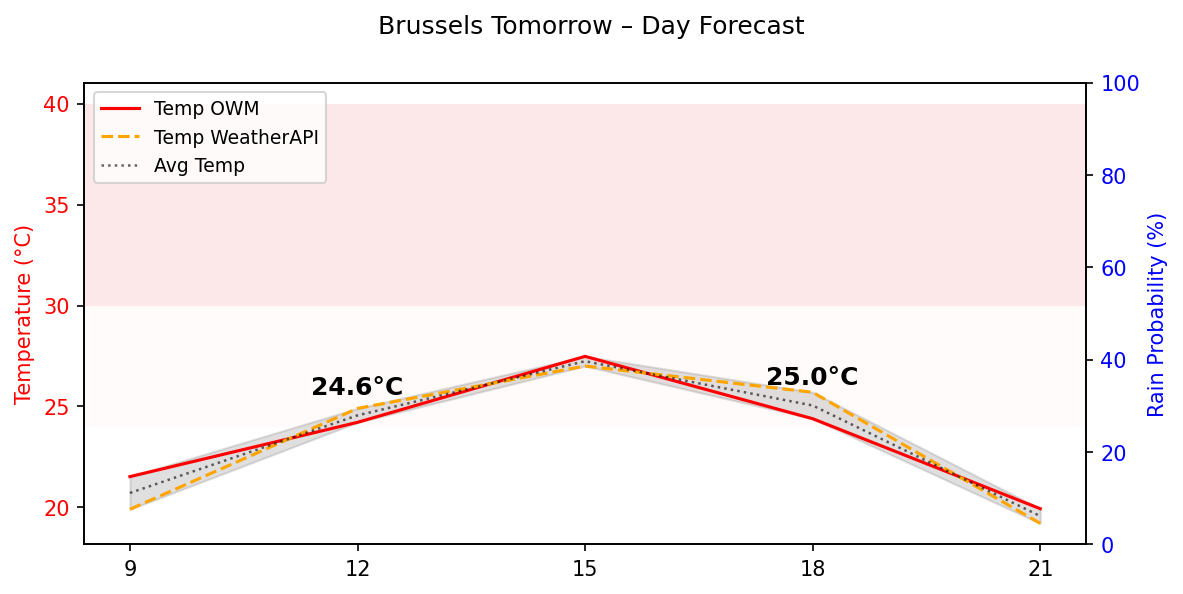 Brussels Tomorrow – Day Forecast
Temp OWM
Temp WeatherAPI
Avg Temp
Temperature (°C)
40
35
30
25
20
24.6°C
25.0°C
Rain Probability (%)
100
80
60
40
20
0
9
12
15
18
21